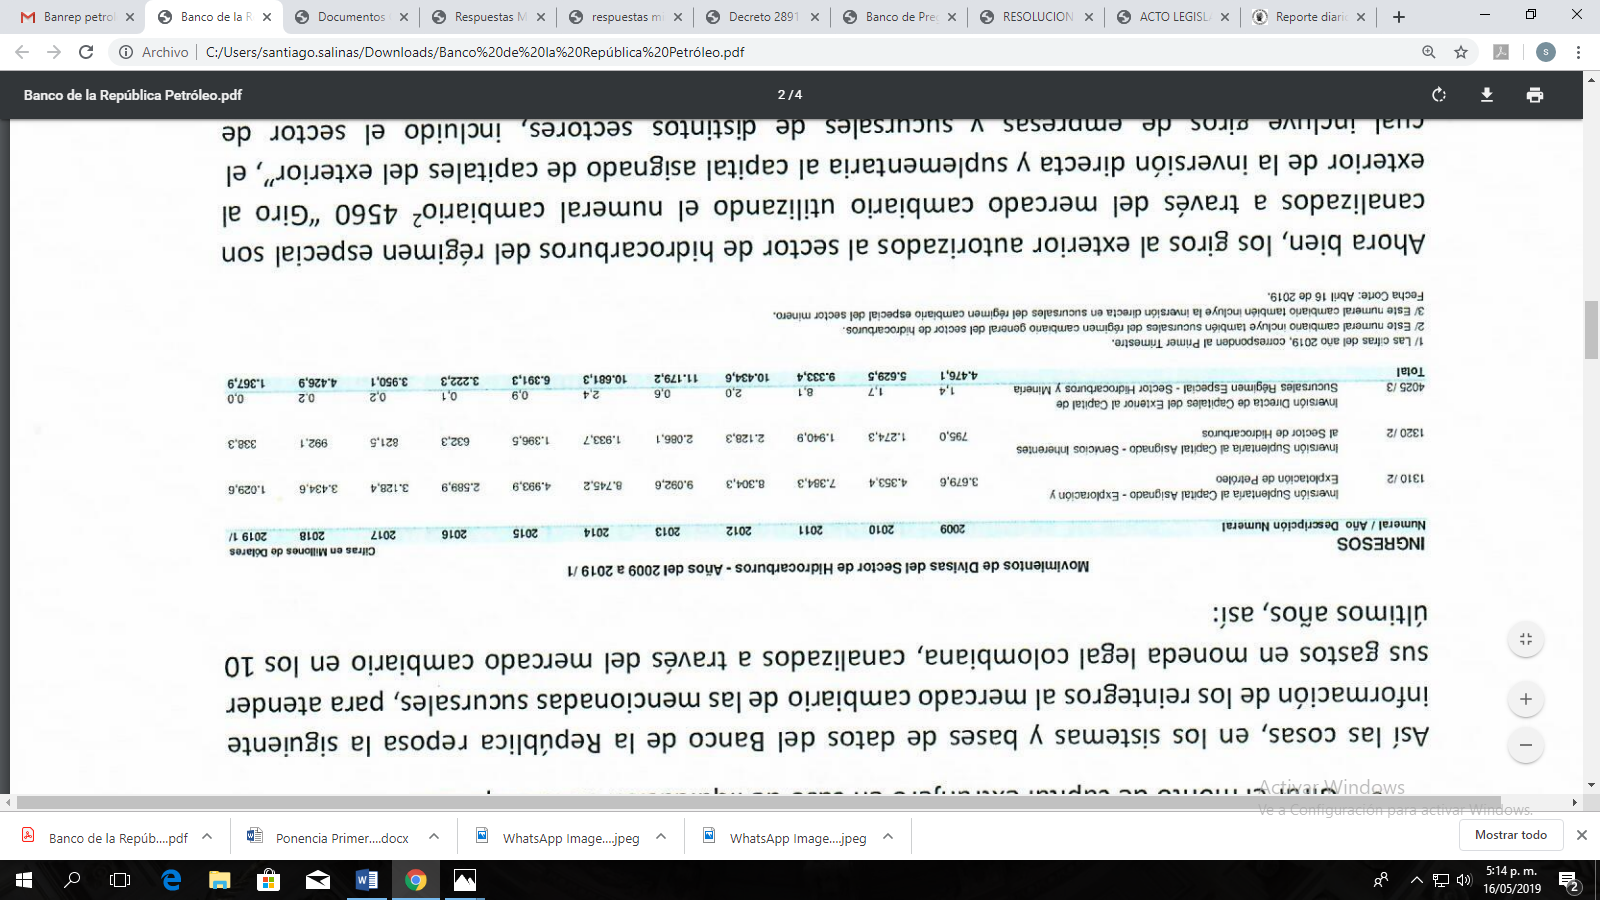 Banrep petrol
Banco de la R
Documentos
Respuestas M
respuestas mi
Decreto 2891
Banco de Pre
RESOLUCION
ACTO LEGISL
Reporte diari
Archivo | C:/Users/santiago.salinas/Downloads/Banco%20de%20la%20República%20Petróleo.pdf
Banco de la República Petróleo.pdf
2 / 4
Así las cosas, en los sistemas y bases de datos del Banco de la República reposa la siguiente
información de los reintegros al mercado cambiario de las mencionadas sucursales, para atender
sus gastos en moneda legal colombiana, canalizados a través del mercado cambiario en los 10
últimos años, así:
Movimientos de Divisas del Sector de Hidrocarburos - Años del 2009 a 2019 /1
INGRESOS Cifras en Millones de Dólares
Numeral / Año Descripción Numeral 2009 2010 2011 2012 2013 2014 2015 2016 2017 2018 2019 1/
1310 /2 Inversión Suplentaria al Capital Asignado - Exploración y
Explotación de Petróleo 3.679,6 4.353,4 7.384,3 8.304,3 9.092,6 8.745,2 4.993,9 2.589,9 3.128,4 3.434,6 1.029,6
1320 /2 Inversión Suplentaria al Capital Asignado - Servicios Inherentes
al Sector de Hidrocarburos 795,0 1.274,3 1.940,9 2.128,3 2.086,1 1.933,7 1.396,5 632,3 821,5 992,1 338,3
Inversión Directa de Capitales del Exterior al Capital de
4025 /3 Sucursales Régimen Especial - Sector Hidrocarburos y Minería 1,4 1,7 8,1 2,0 0,6 2,4 0,9 0,1 0,2 0,2 0,0
Total 4.476,1 5.629,5 9.333,4 10.434,6 11.179,2 10.681,3 6.391,3 3.222,3 3.950,1 4.426,9 1.367,9
1/ Las cifras del año 2019, corresponden al Primer Trimestre.
2/ Este numeral cambiario incluye también sucursales del régimen cambiario general del sector de hidrocarburos.
3/ Este numeral cambiario también incluye la inversión directa en sucursales del régimen cambiario especial del sector minero.
Fecha Corte: Abril 16 de 2019.
Ahora bien, los giros al exterior autorizados al sector de hidrocarburos del régimen especial son
canalizados a través del mercado cambiario utilizando el numeral cambiario² 4560 “Giro al
exterior de la inversión directa y suplementaria al capital asignado de capitales del exterior”, el
cual incluye giros de empresas y sucursales de distintos sectores, incluido el sector de
Activar Windows
Ve a Configuración para activar Windows.
Banco de la Repúb....pdf
Ponencia Primer....docx
WhatsApp Image....jpeg
WhatsApp Image....jpeg
Mostrar todo
5:14 p. m.
16/05/2019
2